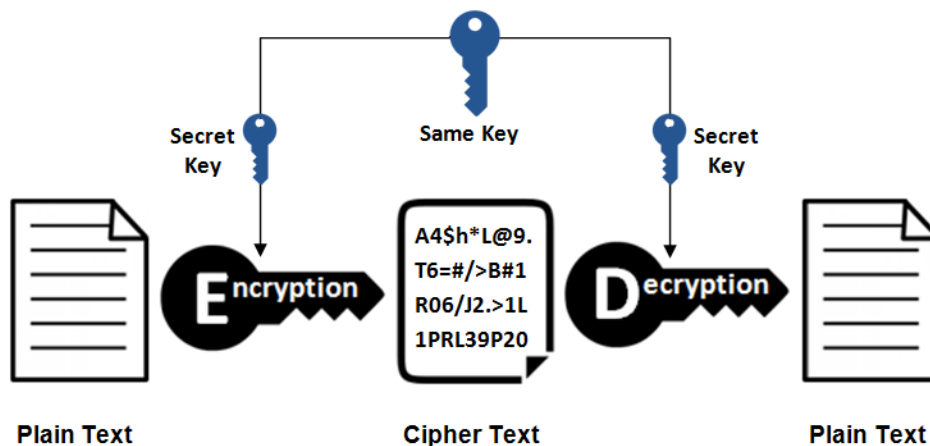 Secret
Key
Same Key
Secret
Key
A4$h*L@9.
T6=#/>B#1
R06/J2.>1L
1PRL39P20
Encryption
Decryption
Plain Text
Cipher Text
Plain Text